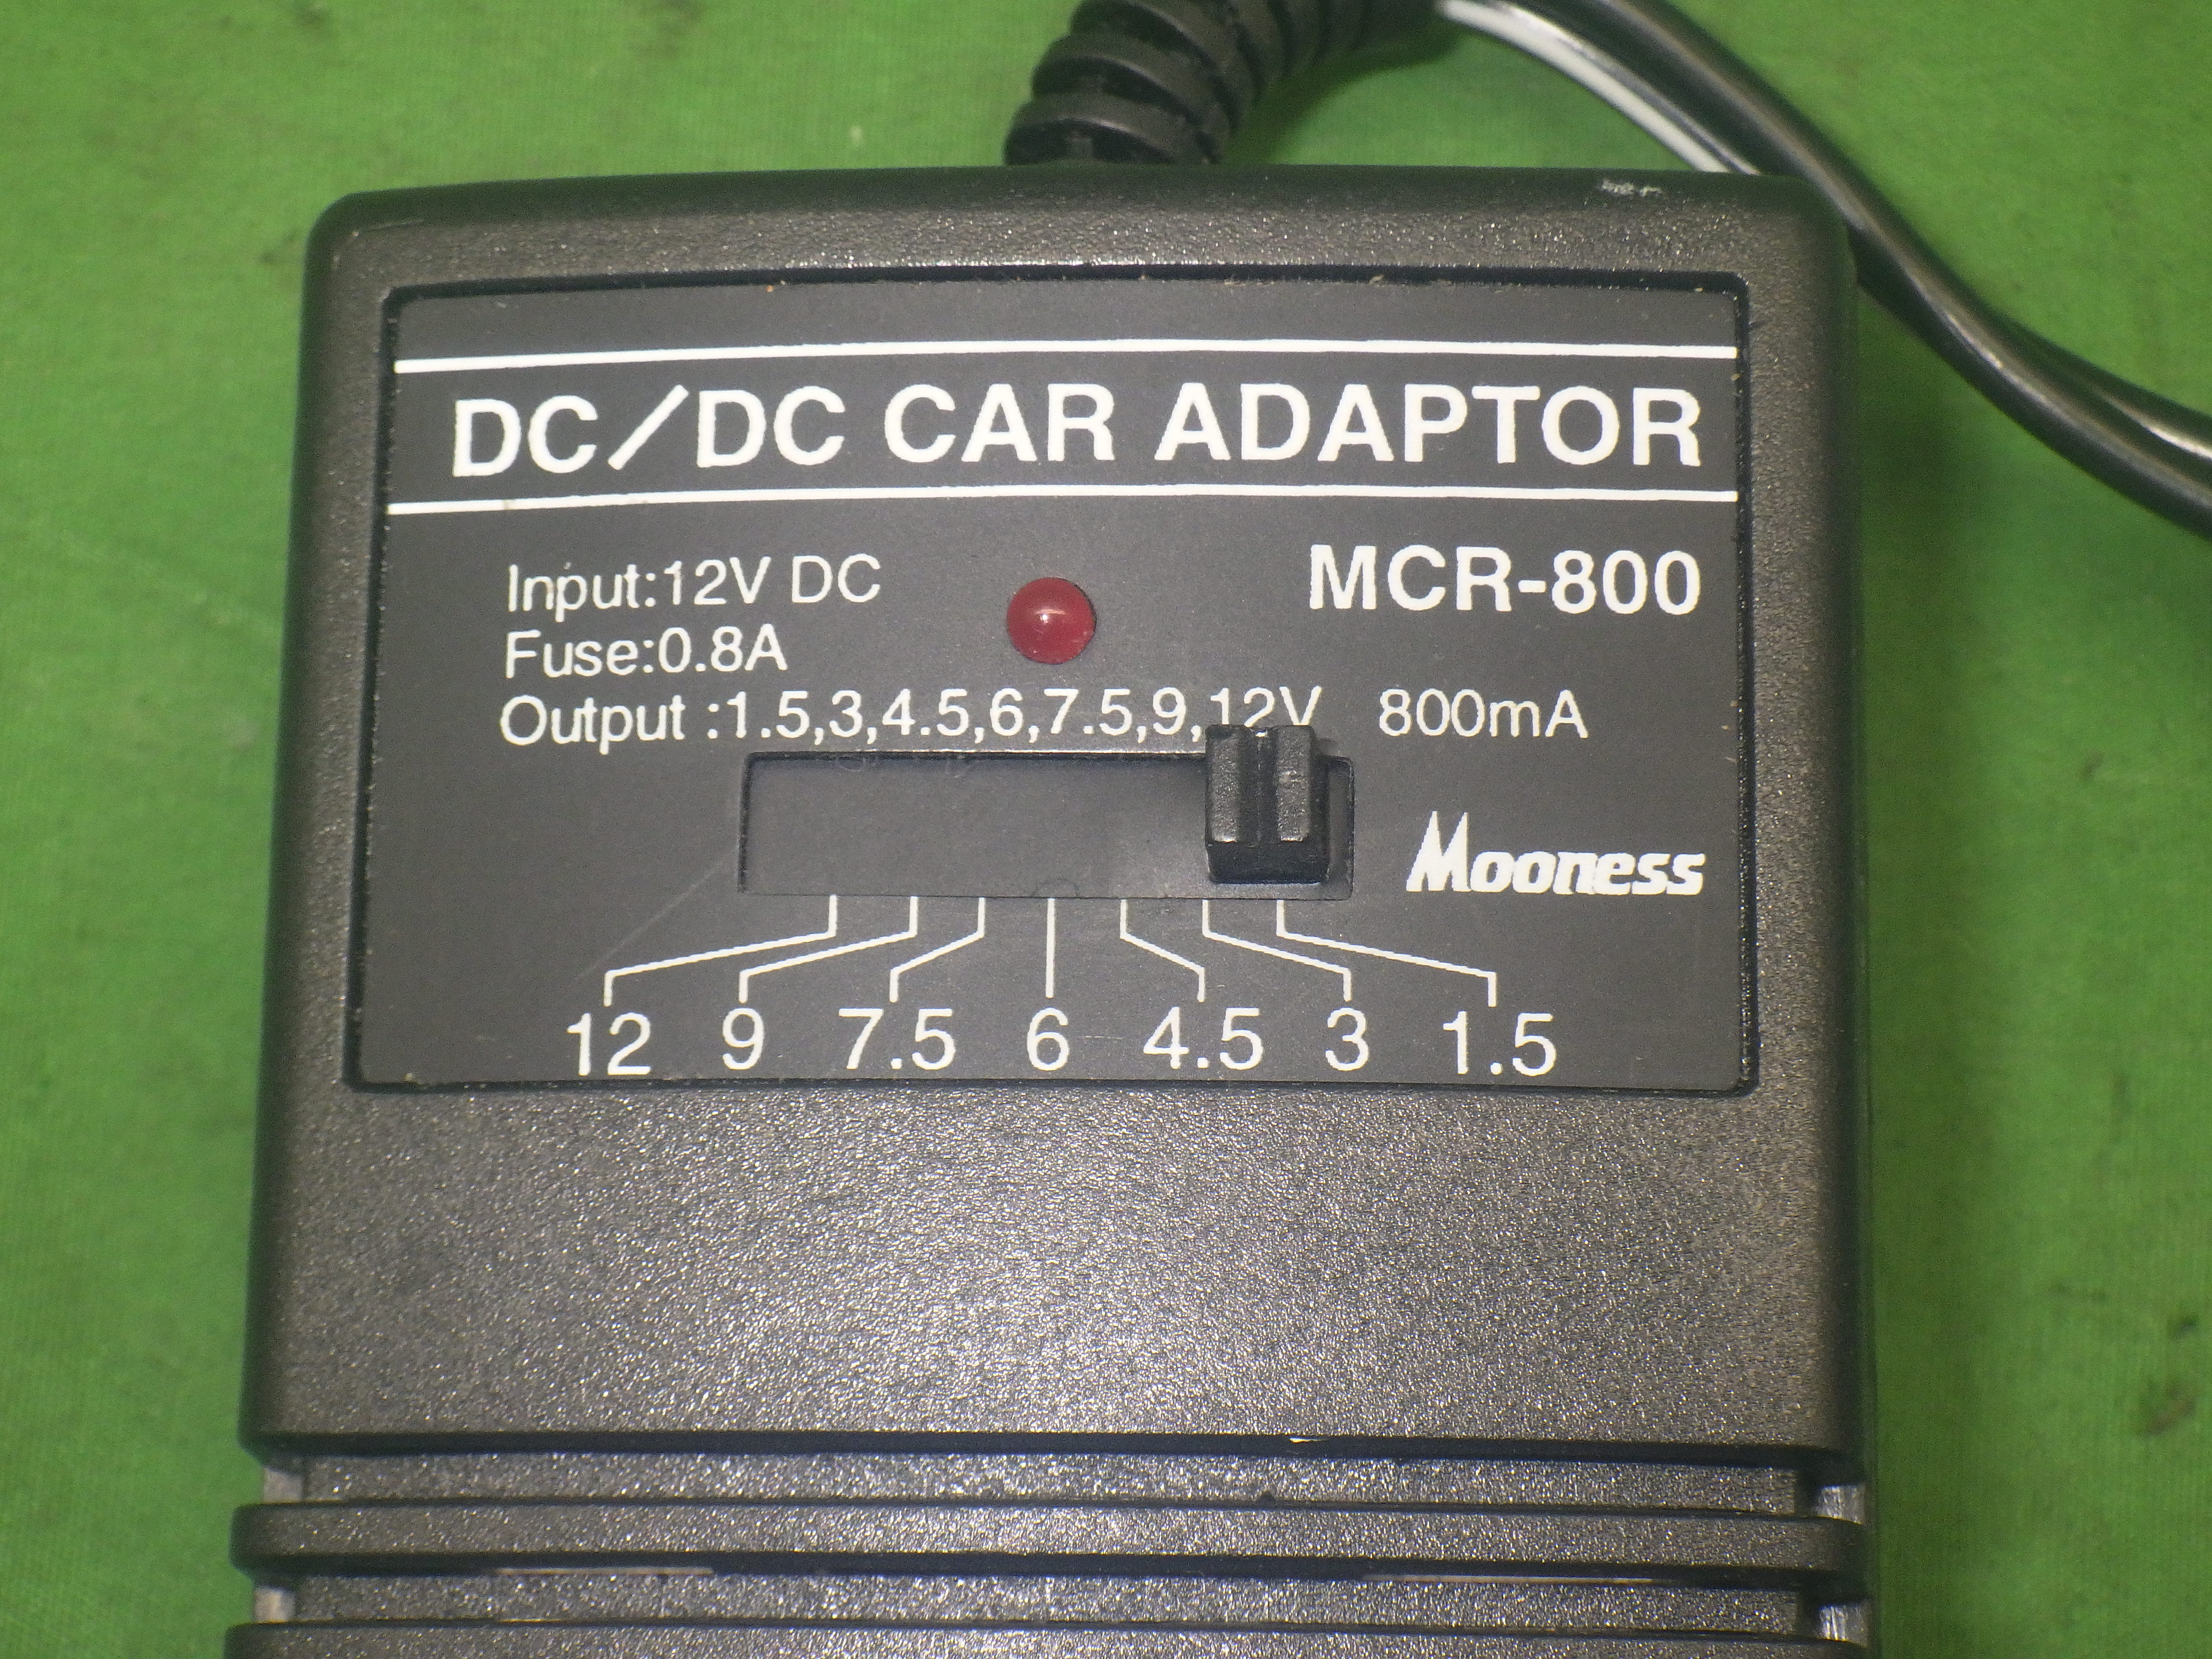 DC/DC CAR ADAPTOR
Input:12V DC
MCR-800
Fuse:0.8A
Output :1.5,3,4.5,6,7.5,9,12V 800mA
Mooness
12 9 7.5 6 4.5 3 1.5